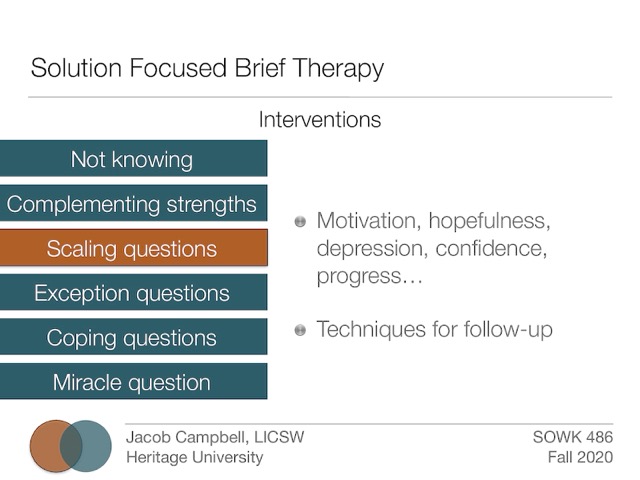 Solution Focused Brief Therapy
Interventions
Not knowing
Complementing strengths
Scaling questions
Exception questions
Coping questions
Miracle question
Motivation, hopefulness,
depression, confidence,
progress…
Techniques for follow-up
Jacob Campbell, LICSW
Heritage University
SOWK 486
Fall 2020